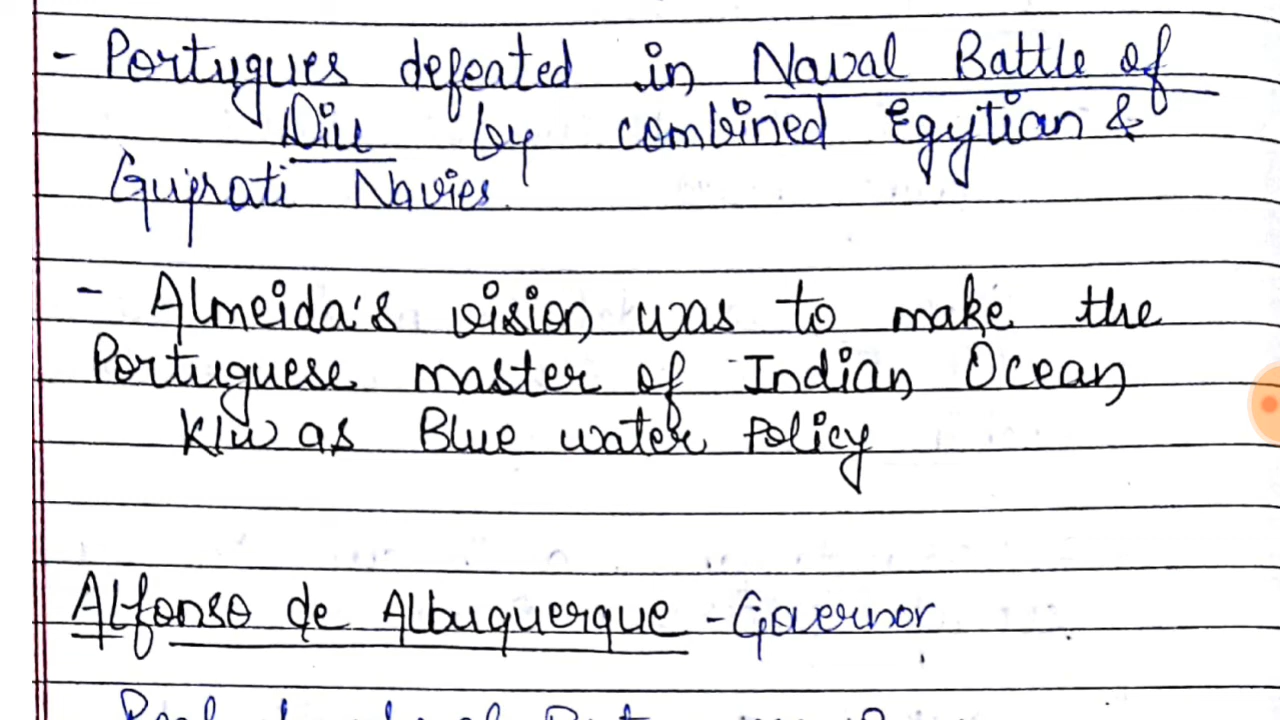 - Portugues defeated in Naval Battle of
Diu by combined Egytian &
Gujrati Navies.
- Almeida's vision was to make the
Portuguese master of Indian Ocean
K/w as Blue water Policy
Alfonso de Albuquerque - Governor